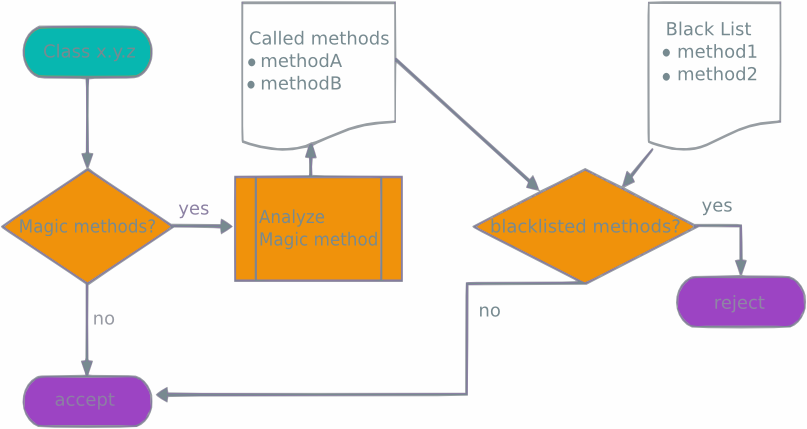 Class x.y.z
Called methods
• methodA
• methodB
Black List
• method1
• method2
Magic methods?
yes
Analyze
Magic method
blacklisted methods?
yes
no
no
reject
accept